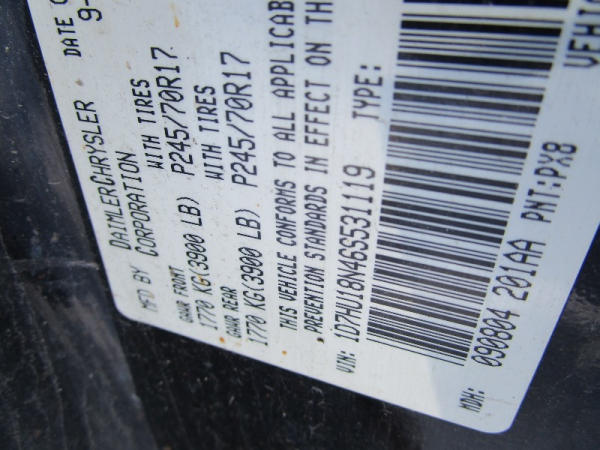 MFD BY DAIMLERCHRYSLER CORPORATION
DATE O
9-
GAWR FRONT WITH TIRES
1770 KG(3900 LB) P245/70R17
GAWR REAR WITH TIRES
1770 KG(3900 LB) P245/70R17
THIS VEHICLE CONFORMS TO ALL APPLICAB
PREVENTION STANDARDS IN EFFECT ON TH
VIN: 1D7HU18N46S531119 TYPE:
VEHI
MDH: 090804 201AA PNT:PX8